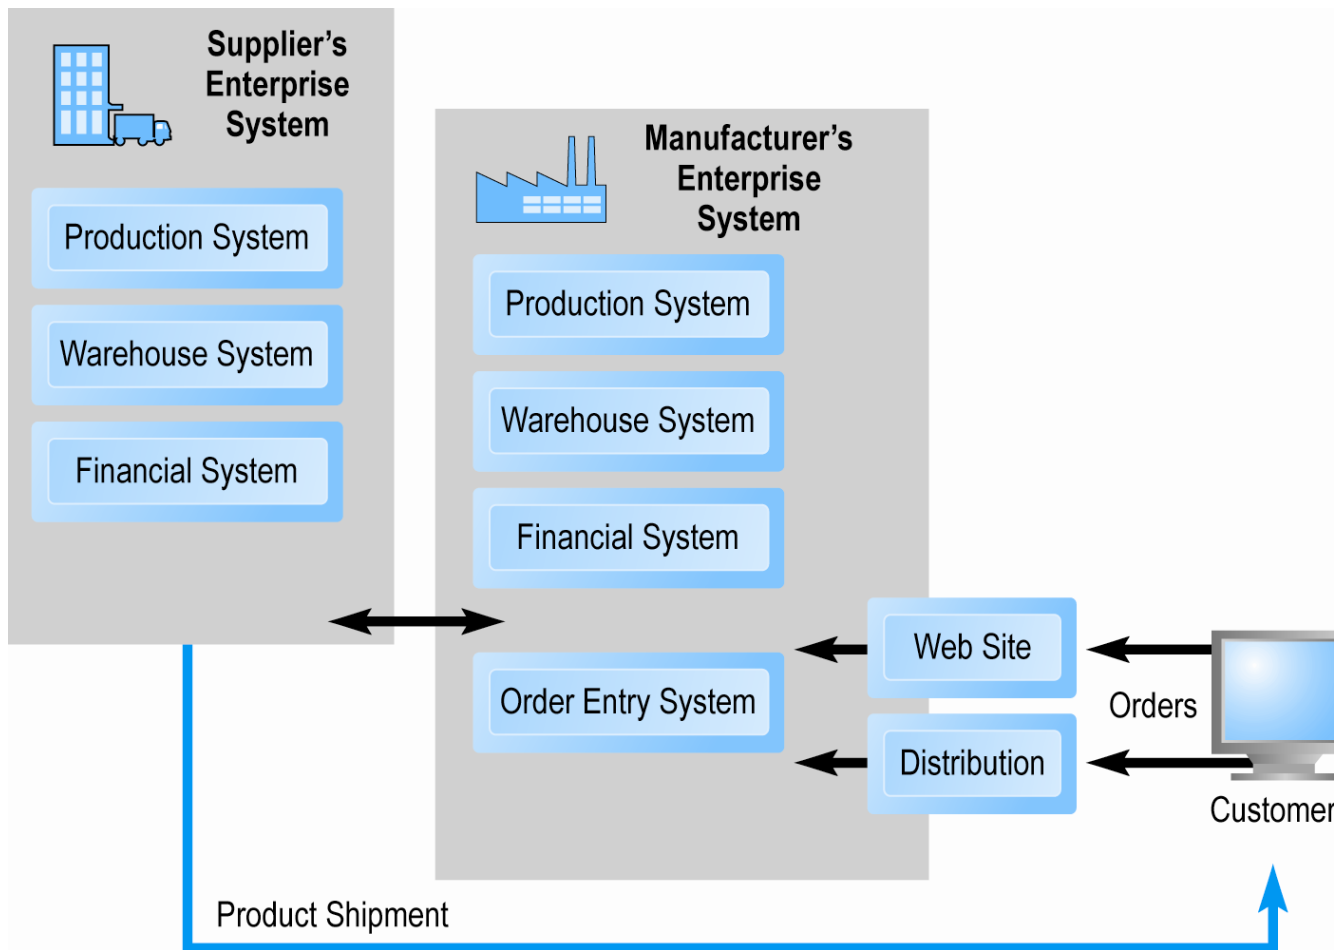 Supplier’s
Enterprise
System
Production System
Warehouse System
Financial System
Manufacturer’s
Enterprise
System
Production System
Warehouse System
Financial System
Order Entry System
Web Site
Distribution
Orders
Customer
Product Shipment